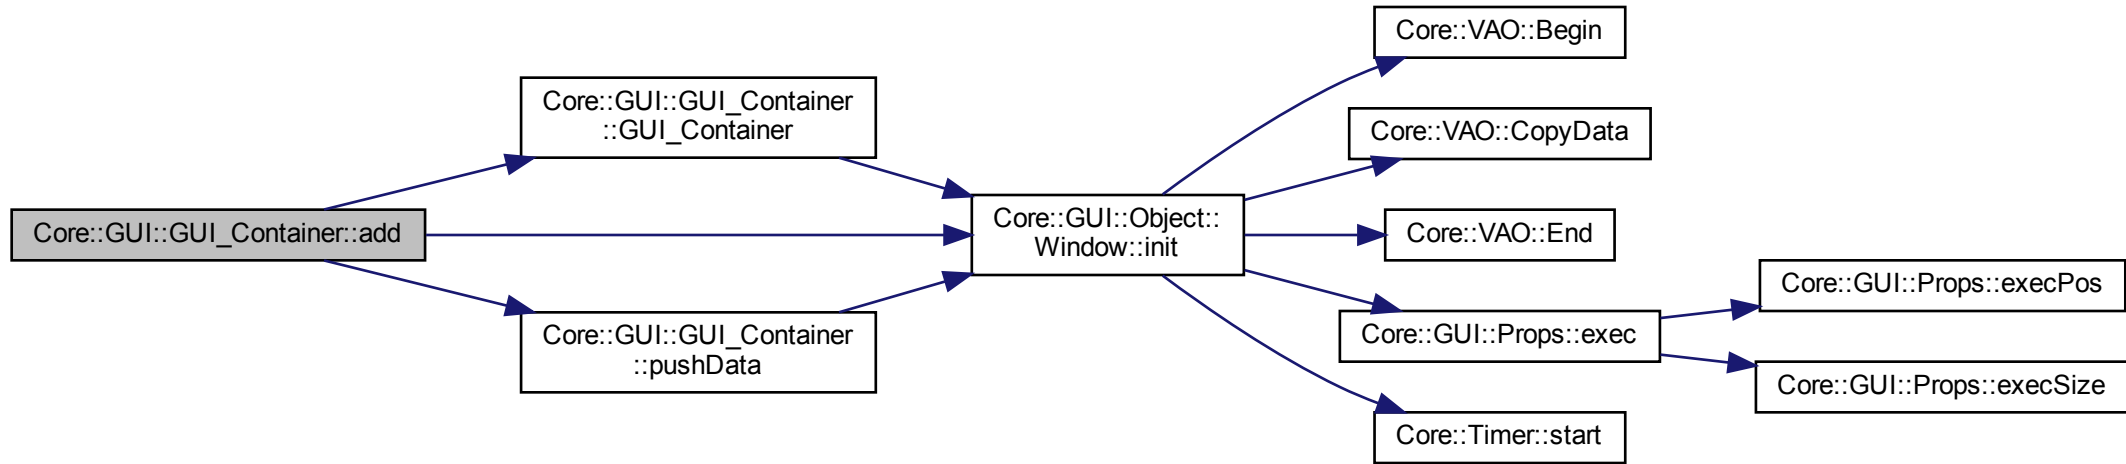 Core::GUI::GUI_Container::add
Core::GUI::GUI_Container
::GUI_Container
Core::GUI::GUI_Container
::pushData
Core::GUI::Object::
Window::init
Core::VAO::Begin
Core::VAO::CopyData
Core::VAO::End
Core::GUI::Props::exec
Core::Timer::start
Core::GUI::Props::execPos
Core::GUI::Props::execSize